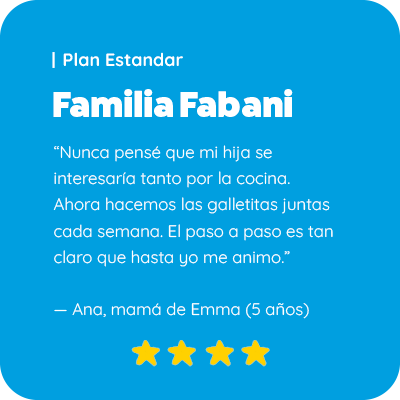 | Plan Estandar
Familia Fabani
“Nunca pensé que mi hija se
interesaría tanto por la cocina.
Ahora hacemos las galletitas juntas
cada semana. El paso a paso es tan
claro que hasta yo me animo.”
— Ana, mamá de Emma (5 años)